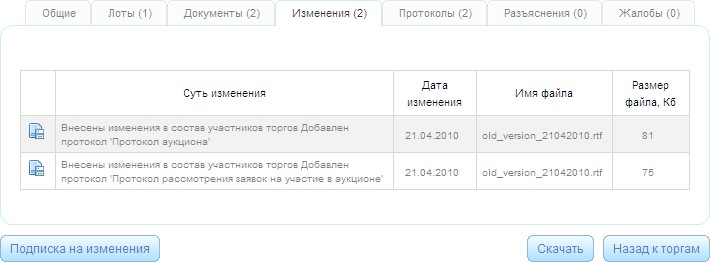 Общие Лоты (1) Документы (2) Изменения (2) Протоколы (2) Разъяснения (0) Жалобы (0)
Суть изменения Дата изменения Имя файла Размер файла, Кб
Внесены изменения в состав участников торгов Добавлен
протокол 'Протокол аукциона' 21.04.2010 old_version_21042010.rtf 81
Внесены изменения в состав участников торгов Добавлен
протокол 'Протокол рассмотрения заявок на участие в аукционе' 21.04.2010 old_version_21042010.rtf 75
Подписка на изменения Скачать Назад к торгам